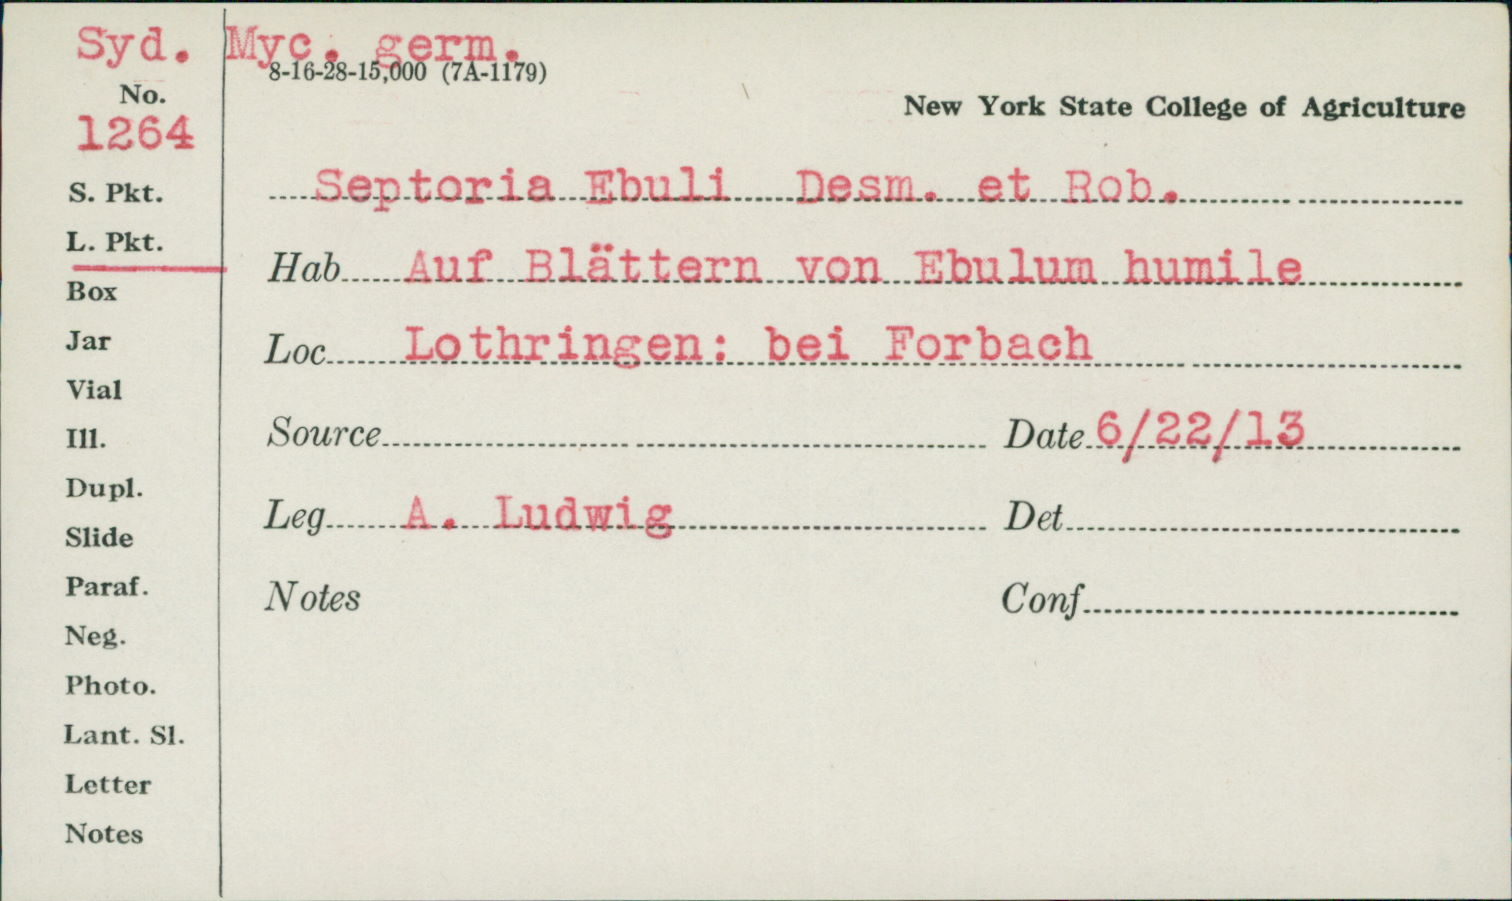 Syd. Myc. germ.
8-16-28-15,000 (7A-1179)
No.
1264
New York State College of Agriculture
S. Pkt.
Septoria Ebuli Desm. et Rob.
L. Pkt.
Hab Auf Blättern von Ebulum humile
Box
Jar
Loc Lothringen: bei Forbach
Vial
Ill.
Source Date 6/22/13
Dupl.
Slide
Leg A. Ludwig Det
Paraf.
Notes Conf
Neg.
Photo.
Lant. Sl.
Letter
Notes